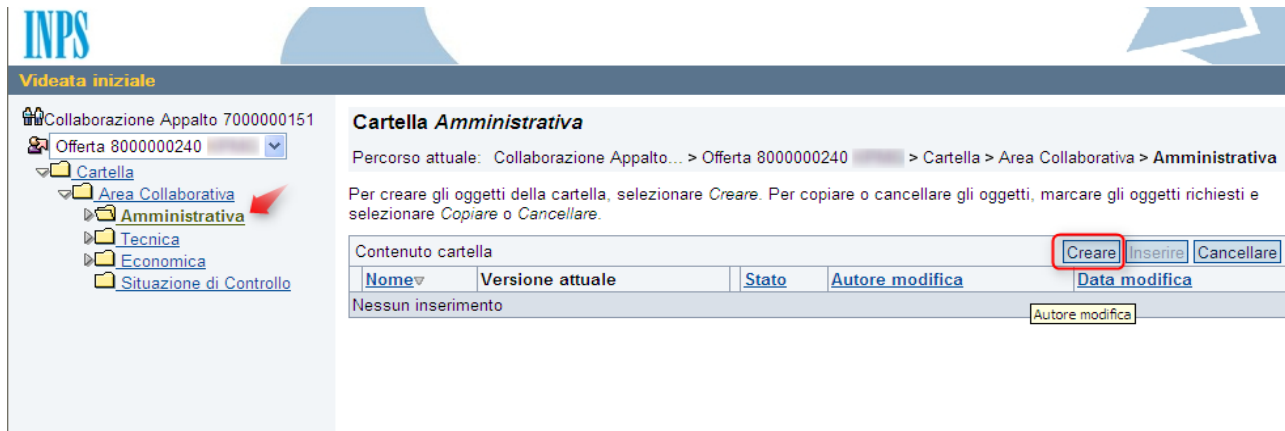 INPS
Videata iniziale
Collaborazione Appalto 7000000151
Offerta 8000000240
Cartella
Area Collaborativa
Amministrativa
Tecnica
Economica
Situazione di Controllo
Cartella Amministrativa
Percorso attuale: Collaborazione Appalto... > Offerta 8000000240 > Cartella > Area Collaborativa > Amministrativa
Per creare gli oggetti della cartella, selezionare Creare. Per copiare o cancellare gli oggetti, marcare gli oggetti richiesti e
selezionare Copiare o Cancellare.
Contenuto cartella Creare Inserire Cancellare
Nome Versione attuale Stato Autore modifica Data modifica
Nessun inserimento
Autore modifica